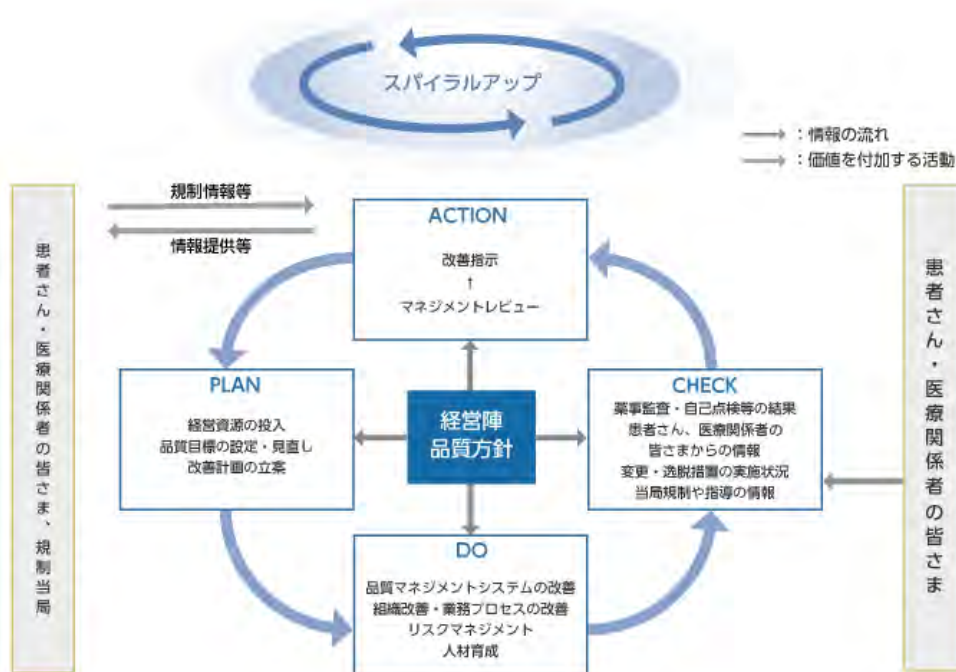 スパイラルアップ
：情報の流れ
：価値を付加する活動
規制情報等
情報提供等
患者さん・医療関係者の皆さま、規制当局
ACTION
改善指示
↑
マネジメントレビュー
PLAN
経営資源の投入
品質目標の設定・見直し
改善計画の立案
経営陣
品質方針
CHECK
薬事監査・自己点検等の結果
患者さん、医療関係者の
皆さまからの情報
変更・逸脱措置の実施状況
当局規制や指導の情報
DO
品質マネジメントシステムの改善
組織改善・業務プロセスの改善
リスクマネジメント
人材育成
患者さん・医療関係者の皆さま